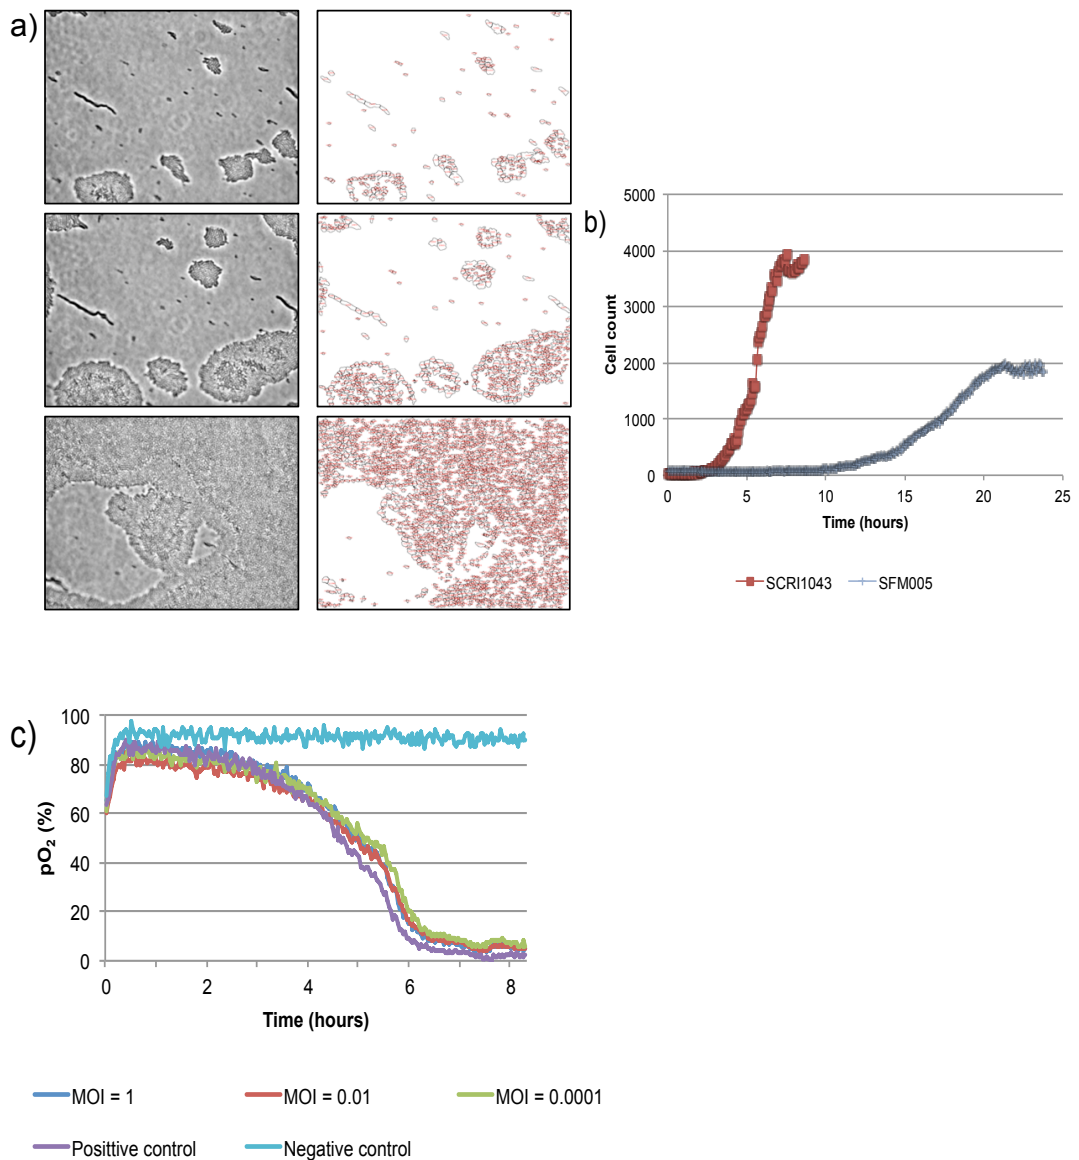 a)
b)
5000
4000
3000
2000
1000
0
Cell count
0 5 10 15 20 25
Time (hours)
SCRI1043 SFM005
c)
100
80
60
40
20
0
pO2 (%)
0 2 4 6 8
Time (hours)
MOI = 1 MOI = 0.01 MOI = 0.0001
Posittive control Negative control